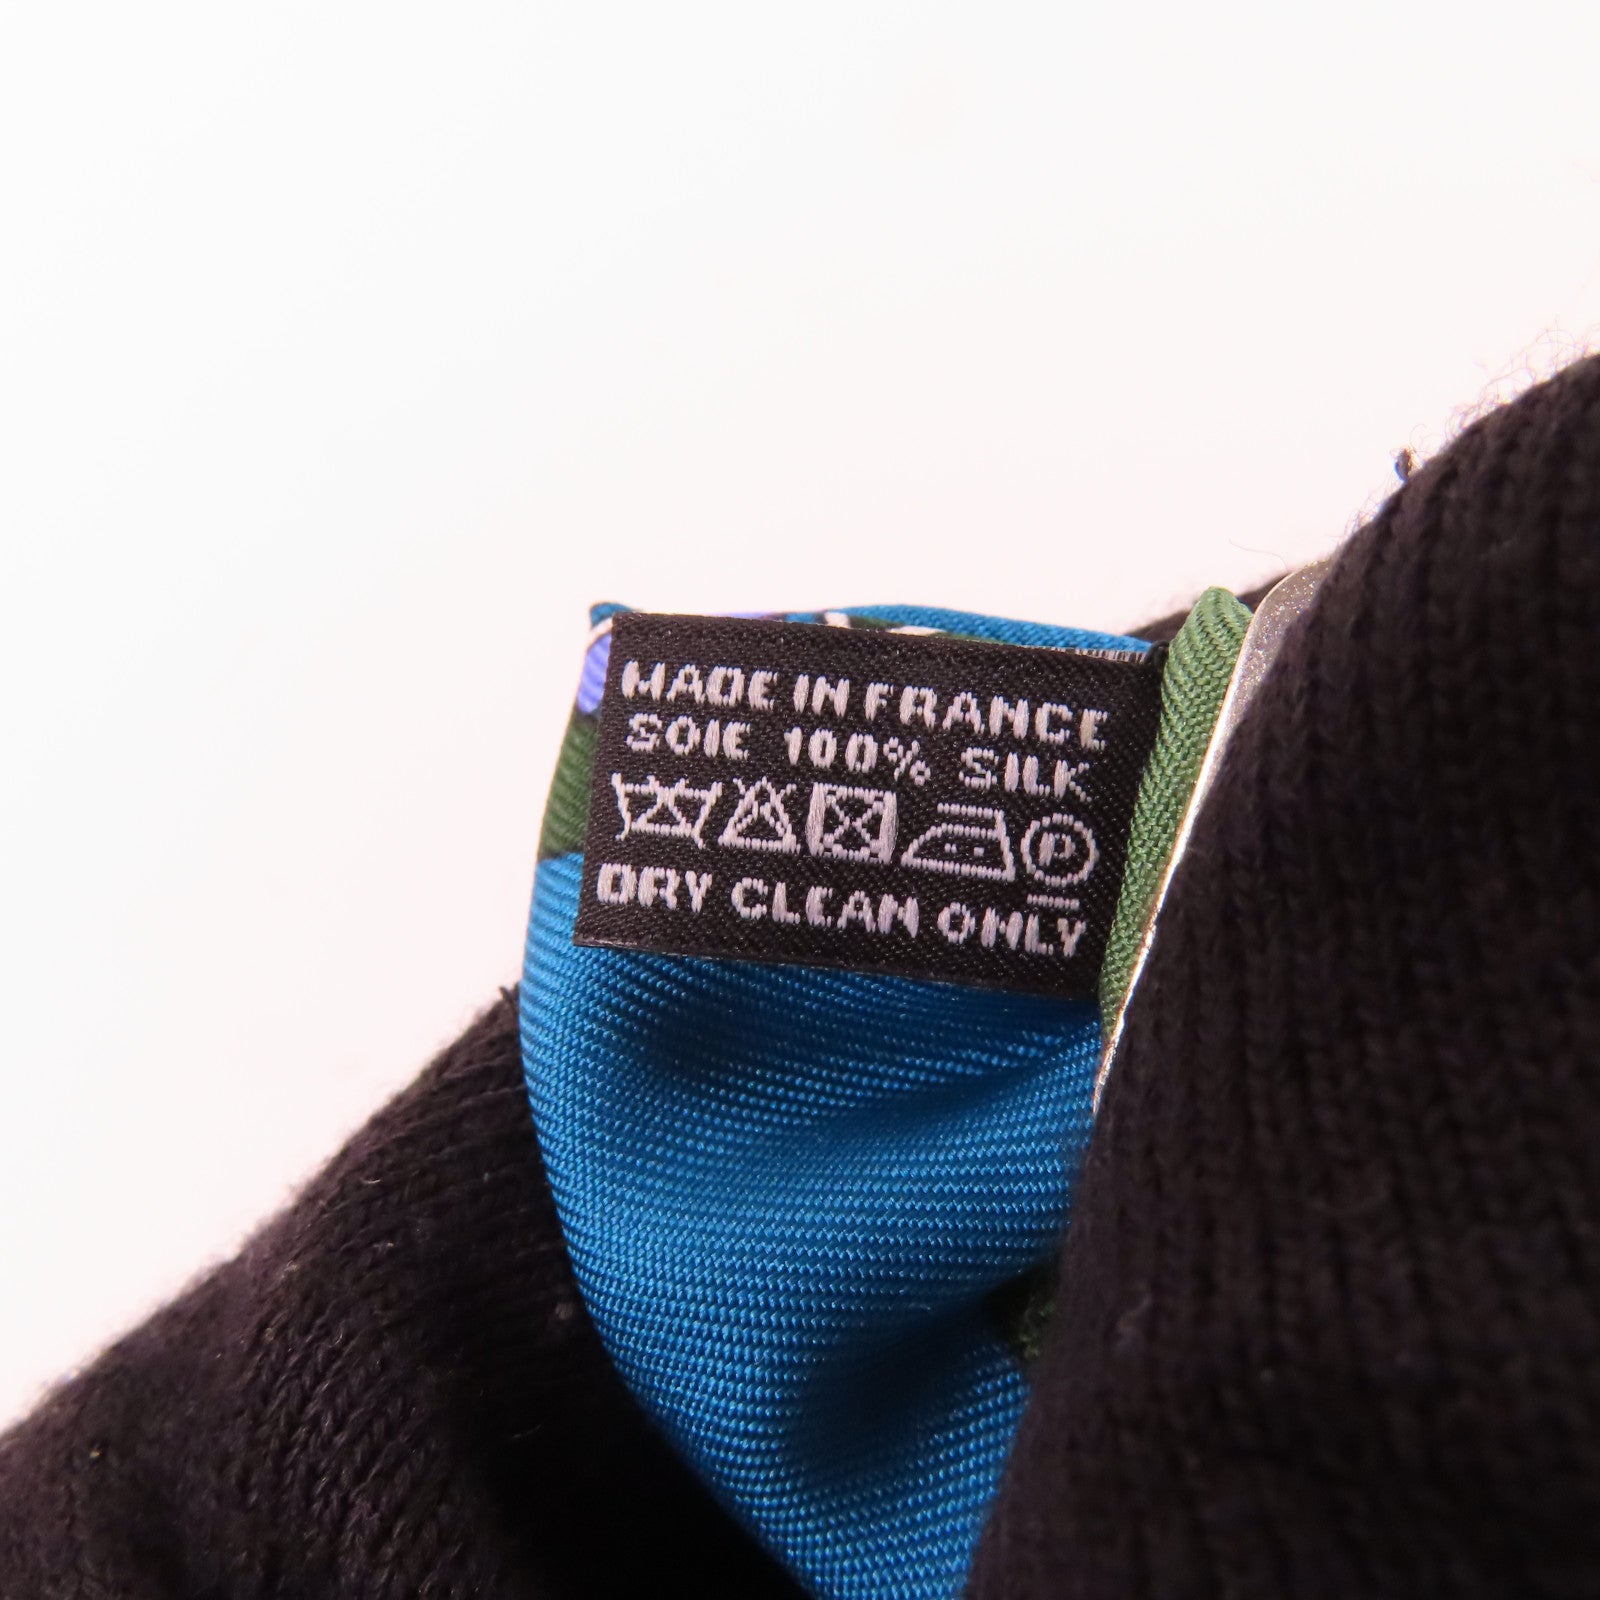 MADE IN FRANCE
SOIE 100% SILK
P
DRY CLEAN ONLY